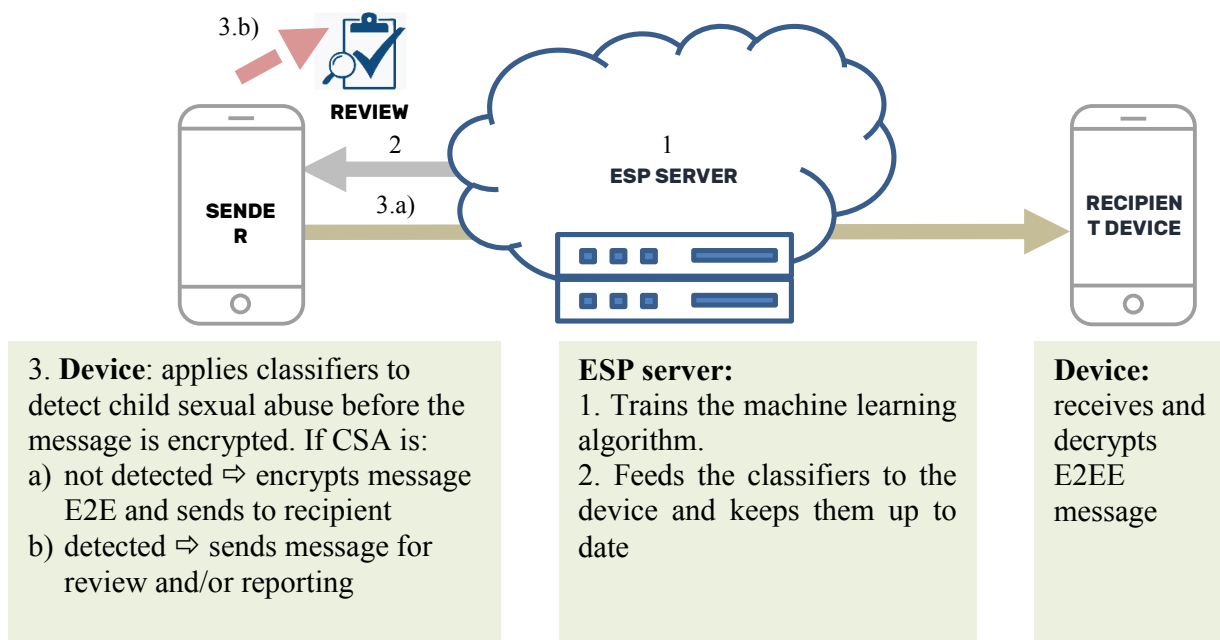 3.b)
REVIEW
2
1
ESP SERVER
3.a)
SENDE
R
RECIPIEN
T DEVICE
3. Device: applies classifiers to
detect child sexual abuse before the
message is encrypted. If CSA is:
a) not detected ⇨ encrypts message
E2E and sends to recipient
b) detected ⇨ sends message for
review and/or reporting
ESP server:
1. Trains the machine learning
algorithm.
2. Feeds the classifiers to the
device and keeps them up to
date
Device:
receives and
decrypts
E2EE
message